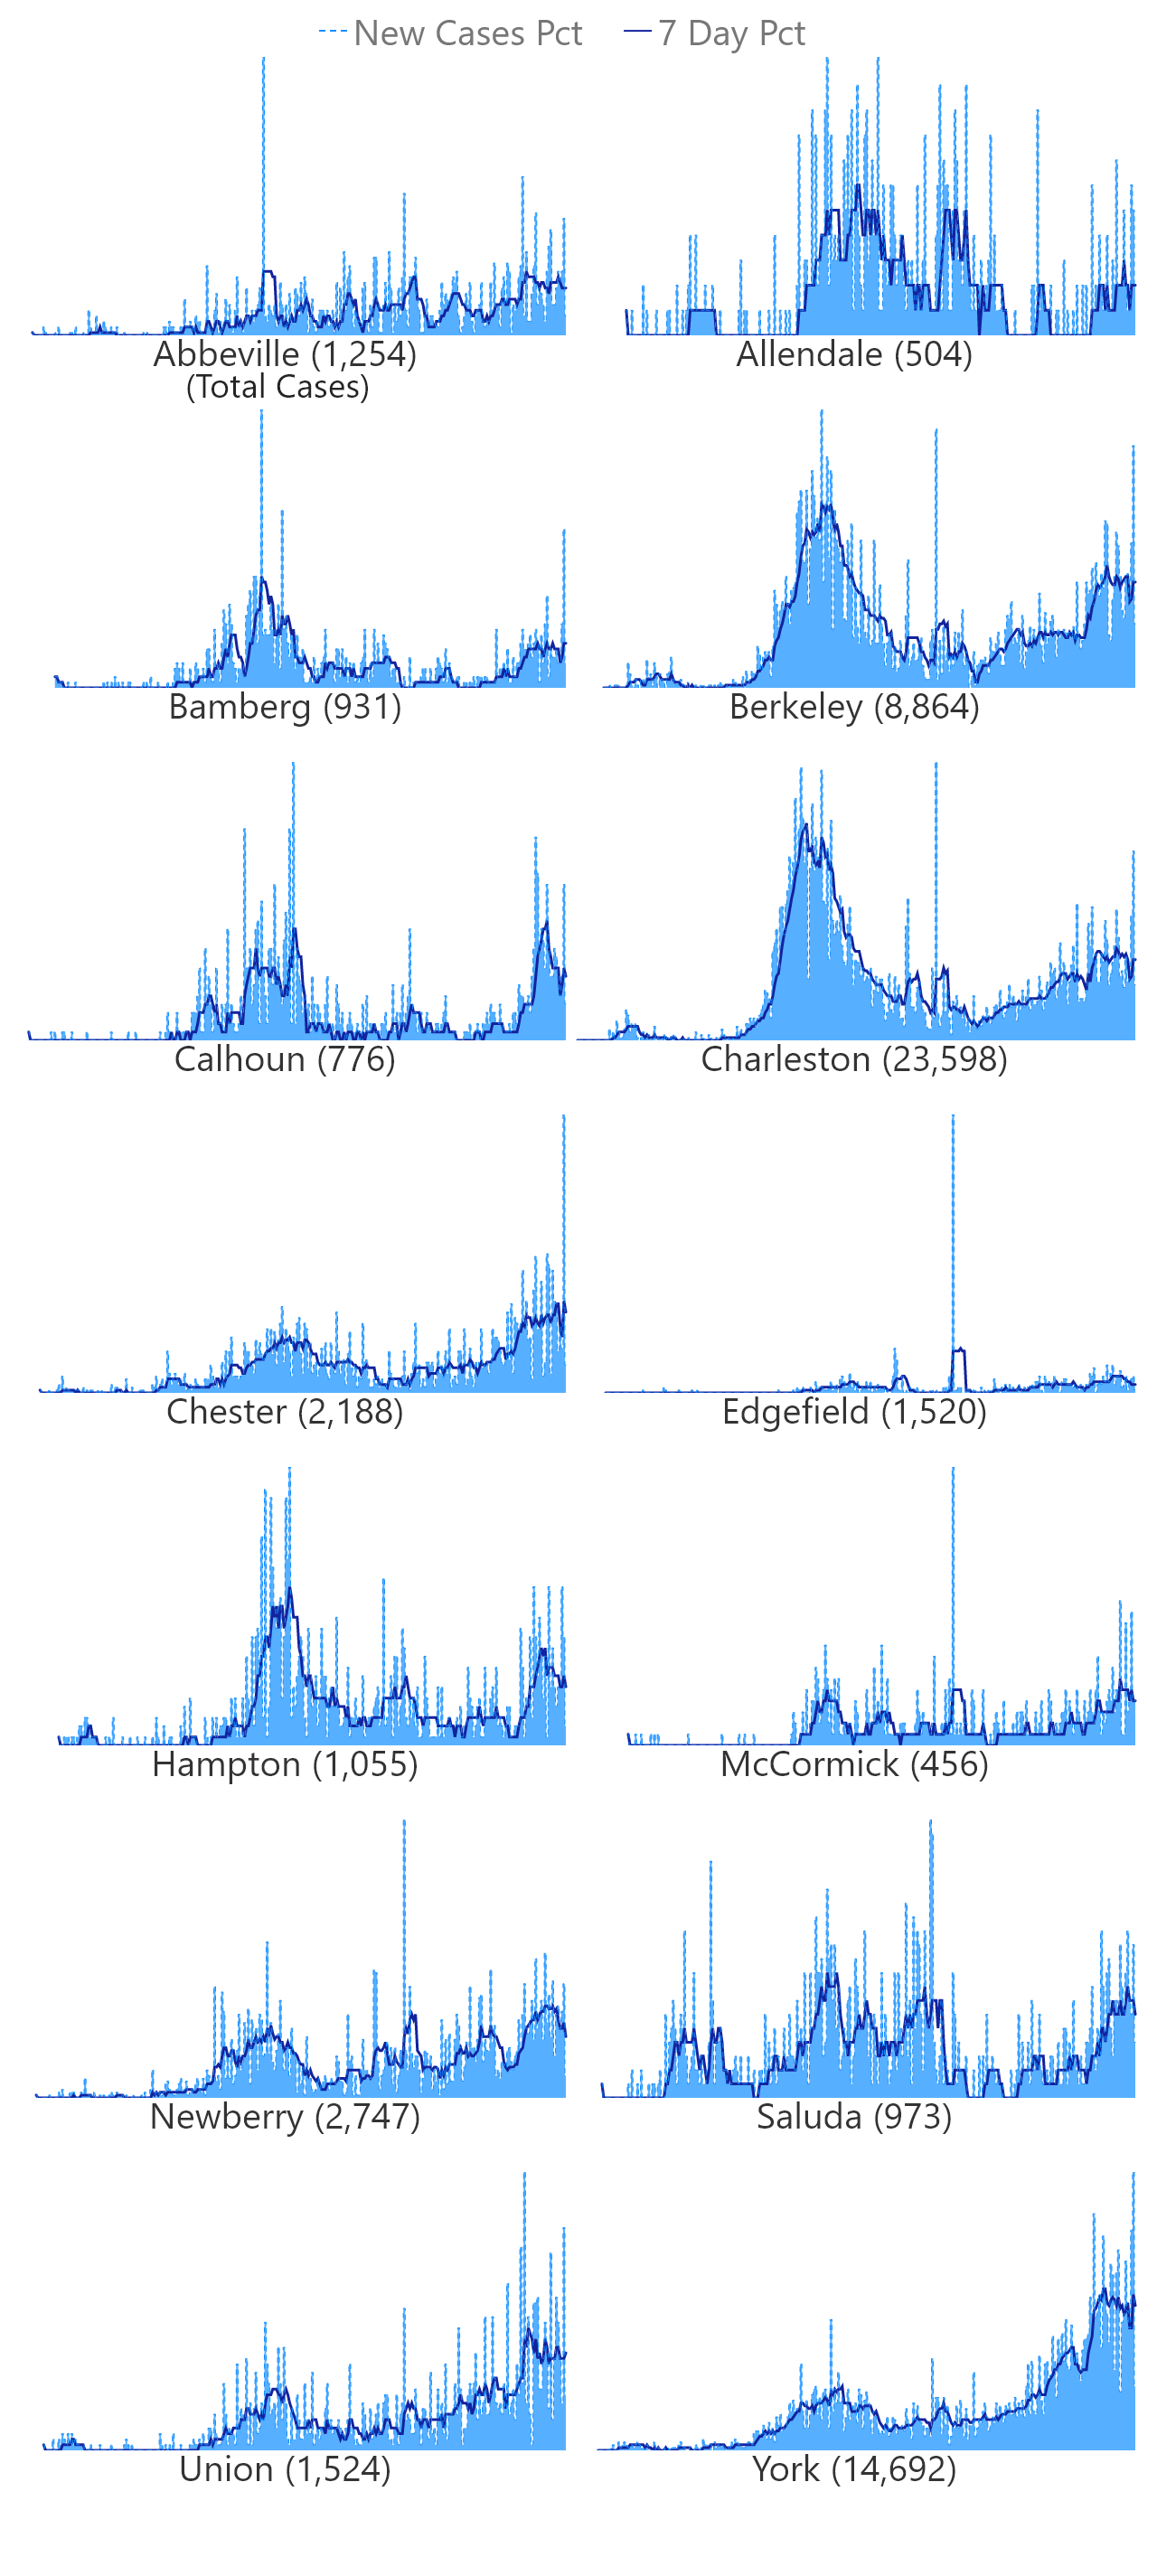 New Cases Pct 7 Day Pct
Abbeville (1,254) Allendale (504)
(Total Cases)
Bamberg (931) Berkeley (8,864)
Calhoun (776) Charleston (23,598)
Chester (2,188) Edgefield (1,520)
Hampton (1,055) McCormick (456)
Newberry (2,747) Saluda (973)
Union (1,524) York (14,692)